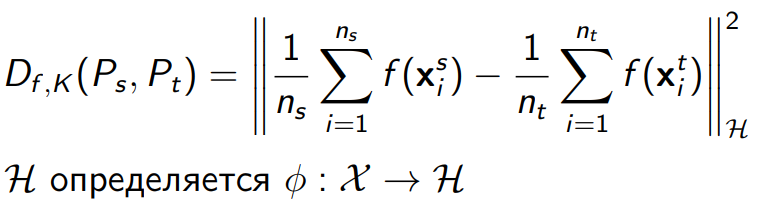 D_{f,K}(P_s, P_t) = \left\| \frac{1}{n_s} \sum_{i=1}^{n_s} f(\mathbf{x}_i^s) - \frac{1}{n_t} \sum_{i=1}^{n_t} f(\mathbf{x}_i^t) \right\|_{\mathcal{H}}^2
\mathcal{H} определяется \phi : \mathcal{X} \to \mathcal{H}